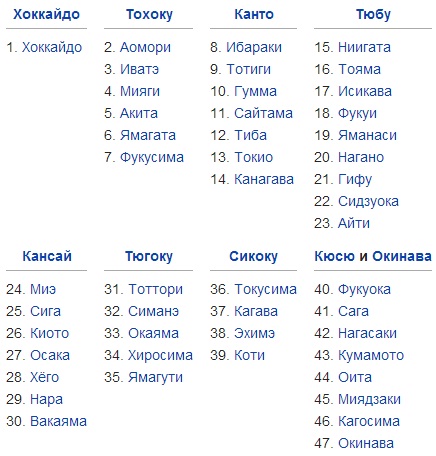 Хоккайдо
1. Хоккайдо
Тохоку
2. Аомори
3. Иватэ
4. Мияги
5. Акита
6. Ямагата
7. Фукусима
Канто
8. Ибараки
9. Тотиги
10. Гумма
11. Сайтама
12. Тиба
13. Токио
14. Канагава
Тюбу
15. Ниигата
16. Тояма
17. Исикава
18. Фукуи
19. Яманаси
20. Нагано
21. Гифу
22. Сидзуока
23. Айти
Кансай
24. Миэ
25. Сига
26. Киото
27. Осака
28. Хёго
29. Нара
30. Вакаяма
Тюгоку
31. Тоттори
32. Симанэ
33. Окаяма
34. Хиросима
35. Ямагути
Сикоку
36. Токусима
37. Кагава
38. Эхимэ
39. Коти
Кюсю и Окинава
40. Фукуока
41. Сага
42. Нагасаки
43. Кумамото
44. Оита
45. Миядзаки
46. Кагосима
47. Окинава